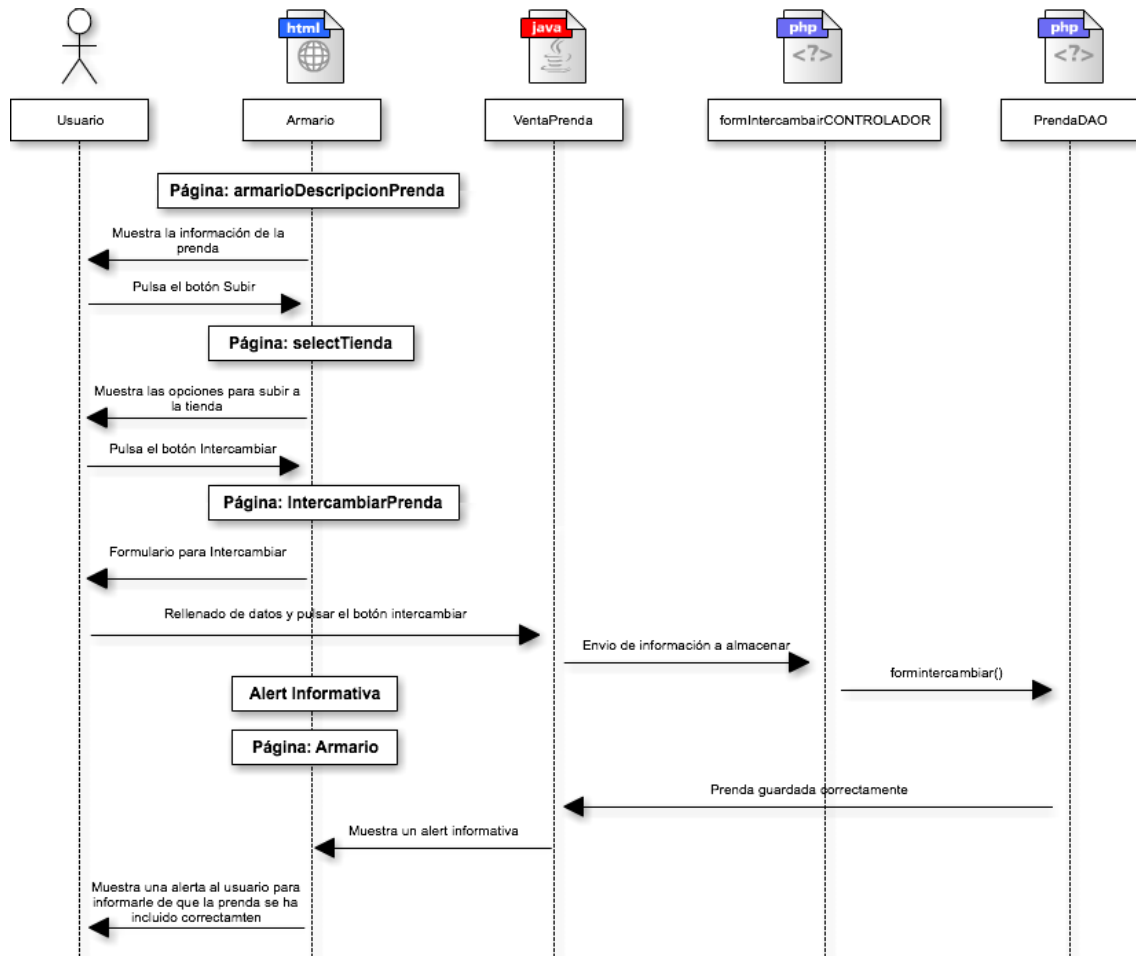 html
java
php
<?>
php
<?>
Usuario
Armario
VentaPrenda
formIntercambairCONTROLADOR
PrendaDAO
Página: armarioDescripcionPrenda
Muestra la información de la
prenda
Pulsa el botón Subir
Página: selectTienda
Muestra las opciones para subir a
la tienda
Pulsa el botón Intercambiar
Página: IntercambiarPrenda
Formulario para Intercambiar
Rellenado de datos y pulsar el botón intercambiar
Envio de información a almacenar
formintercambiar()
Alert Informativa
Página: Armario
Prenda guardada correctamente
Muestra un alert informativa
Muestra una alerta al usuario para
informarle de que la prenda se ha
incluido correctamten